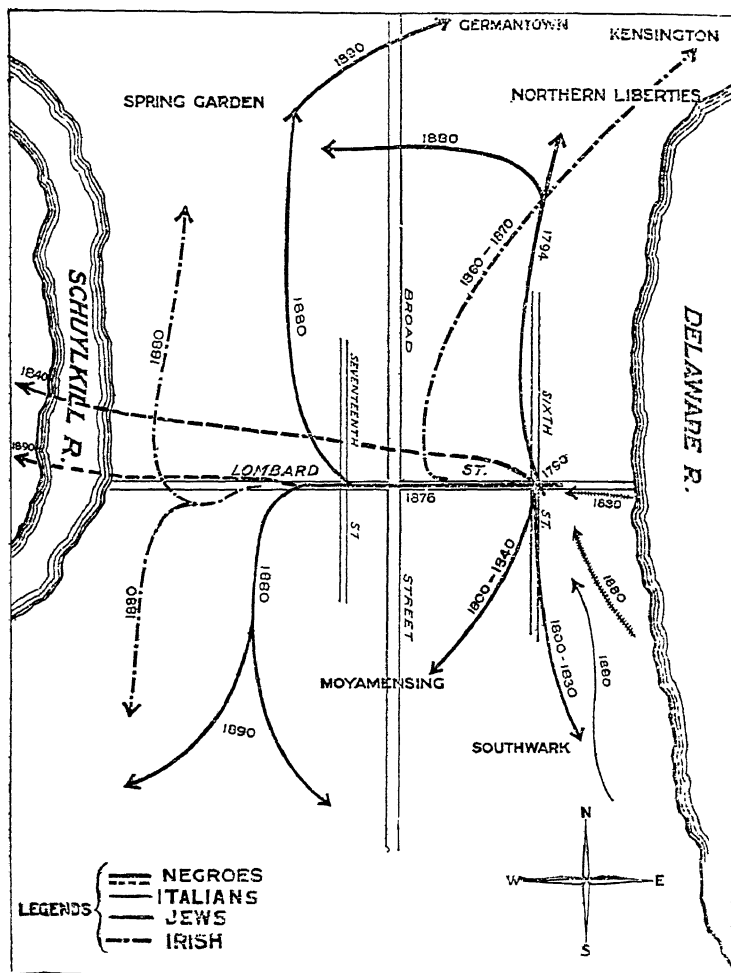 GERMANTOWN
KENSINGTON
1890
SPRING GARDEN
NORTHERN LIBERTIES
1880
1794
1860-1870
SCHUYLKILL R.
1880
1880
BROAD
DELAWARE R.
1840
SEVENTEENTH
SIXTH
1890
LOMBARD
ST.
1790
1876
1830
ST
ST.
1800-1840
1880
1880
1880
STREET
1800-1830
1880
MOYAMENSING
1890
SOUTHWARK
N
W E
S
LEGENDS
NEGROES
ITALIANS
JEWS
IRISH